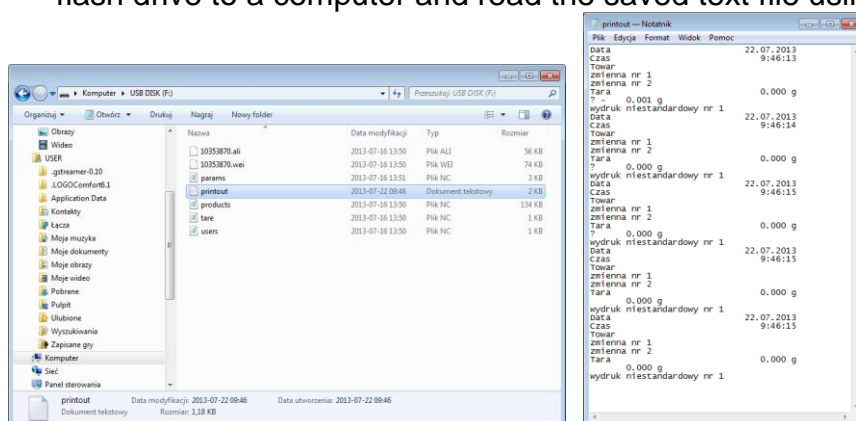 flash drive to a computer and read the saved text file
Komputer ▸ USB DISK (F:)
Przeszukaj: USB DISK (F:)
Organizuj Otwórz Drukuj Nagraj Nowy folder
Obrazy
Wideo
USER
.gstreamer-0.10
.LOGOComfort6.1
Application Data
Kontakty
Łącza
Moja muzyka
Moje dokumenty
Moje obrazy
Moje wideo
Pobrane
Pulpit
Ulubione
Wyszukiwania
Zapisane gry
Komputer
Sieć
Panel sterowania
Nazwa Data modyfikacji Typ Rozmiar
10353870.ali 2013-07-16 13:50 Plik ALI 56 KB
10353870.wei 2013-07-16 13:50 Plik WEI 74 KB
params 2013-07-16 13:51 Plik NC 3 KB
printout 2013-07-22 09:46 Dokument tekstowy 2 KB
products 2013-07-16 13:50 Plik NC 134 KB
tare 2013-07-16 13:50 Plik NC 1 KB
users 2013-07-16 13:50 Plik NC 1 KB
printout Data modyfikacji: 2013-07-22 09:46 Data utworzenia: 2013-07-22 09:46
Dokument tekstowy Rozmiar: 1,18 KB
printout — Notatnik
Plik Edycja Format Widok Pomoc
Data 22.07.2013
Czas 9:46:13
Towar
zmienna nr 1
zmienna nr 2
Tara 0.000 g
? - 0.001 g
wydruk niestandardowy nr 1
Data 22.07.2013
Czas 9:46:14
Towar
zmienna nr 1
zmienna nr 2
Tara 0.000 g
? 0.000 g
wydruk niestandardowy nr 1
Data 22.07.2013
Czas 9:46:15
Towar
zmienna nr 1
zmienna nr 2
Tara 0.000 g
? 0.000 g
wydruk niestandardowy nr 1
Data 22.07.2013
Czas 9:46:15
Towar
zmienna nr 1
zmienna nr 2
Tara 0.000 g
0.000 g
wydruk niestandardowy nr 1
Data 22.07.2013
Czas 9:46:15
Towar
zmienna nr 1
zmienna nr 2
Tara 0.000 g
0.000 g
wydruk niestandardowy nr 1